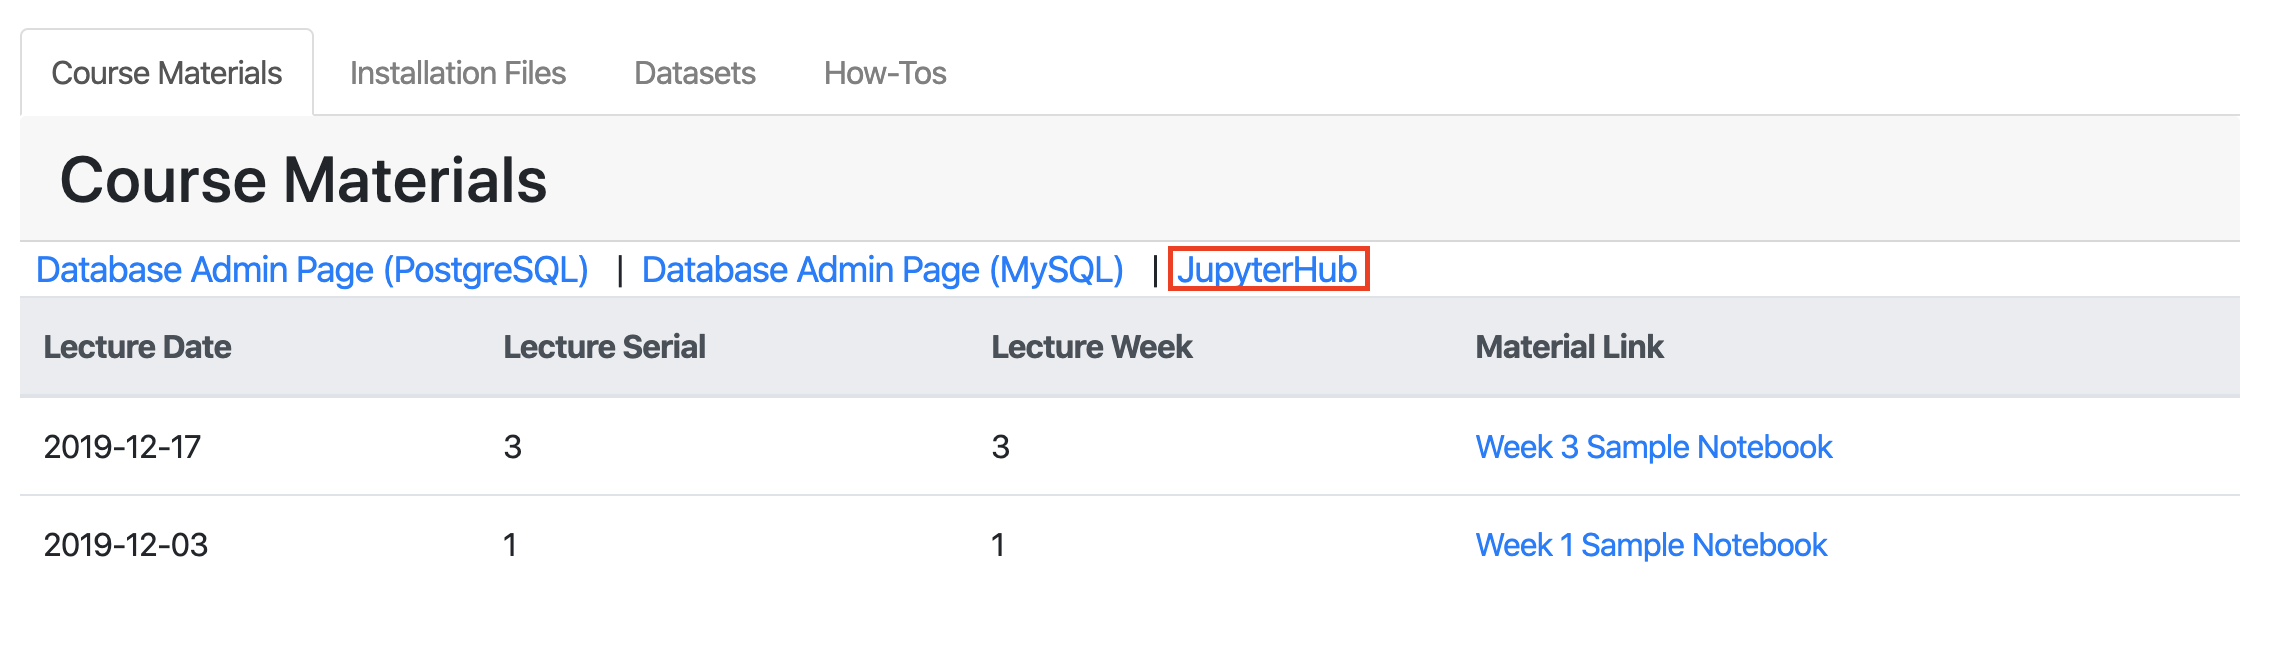 Course Materials Installation Files Datasets How-Tos
Course Materials
Database Admin Page (PostgreSQL) | Database Admin Page (MySQL) | JupyterHub
Lecture Date Lecture Serial Lecture Week Material Link
2019-12-17 3 3 Week 3 Sample Notebook
2019-12-03 1 1 Week 1 Sample Notebook